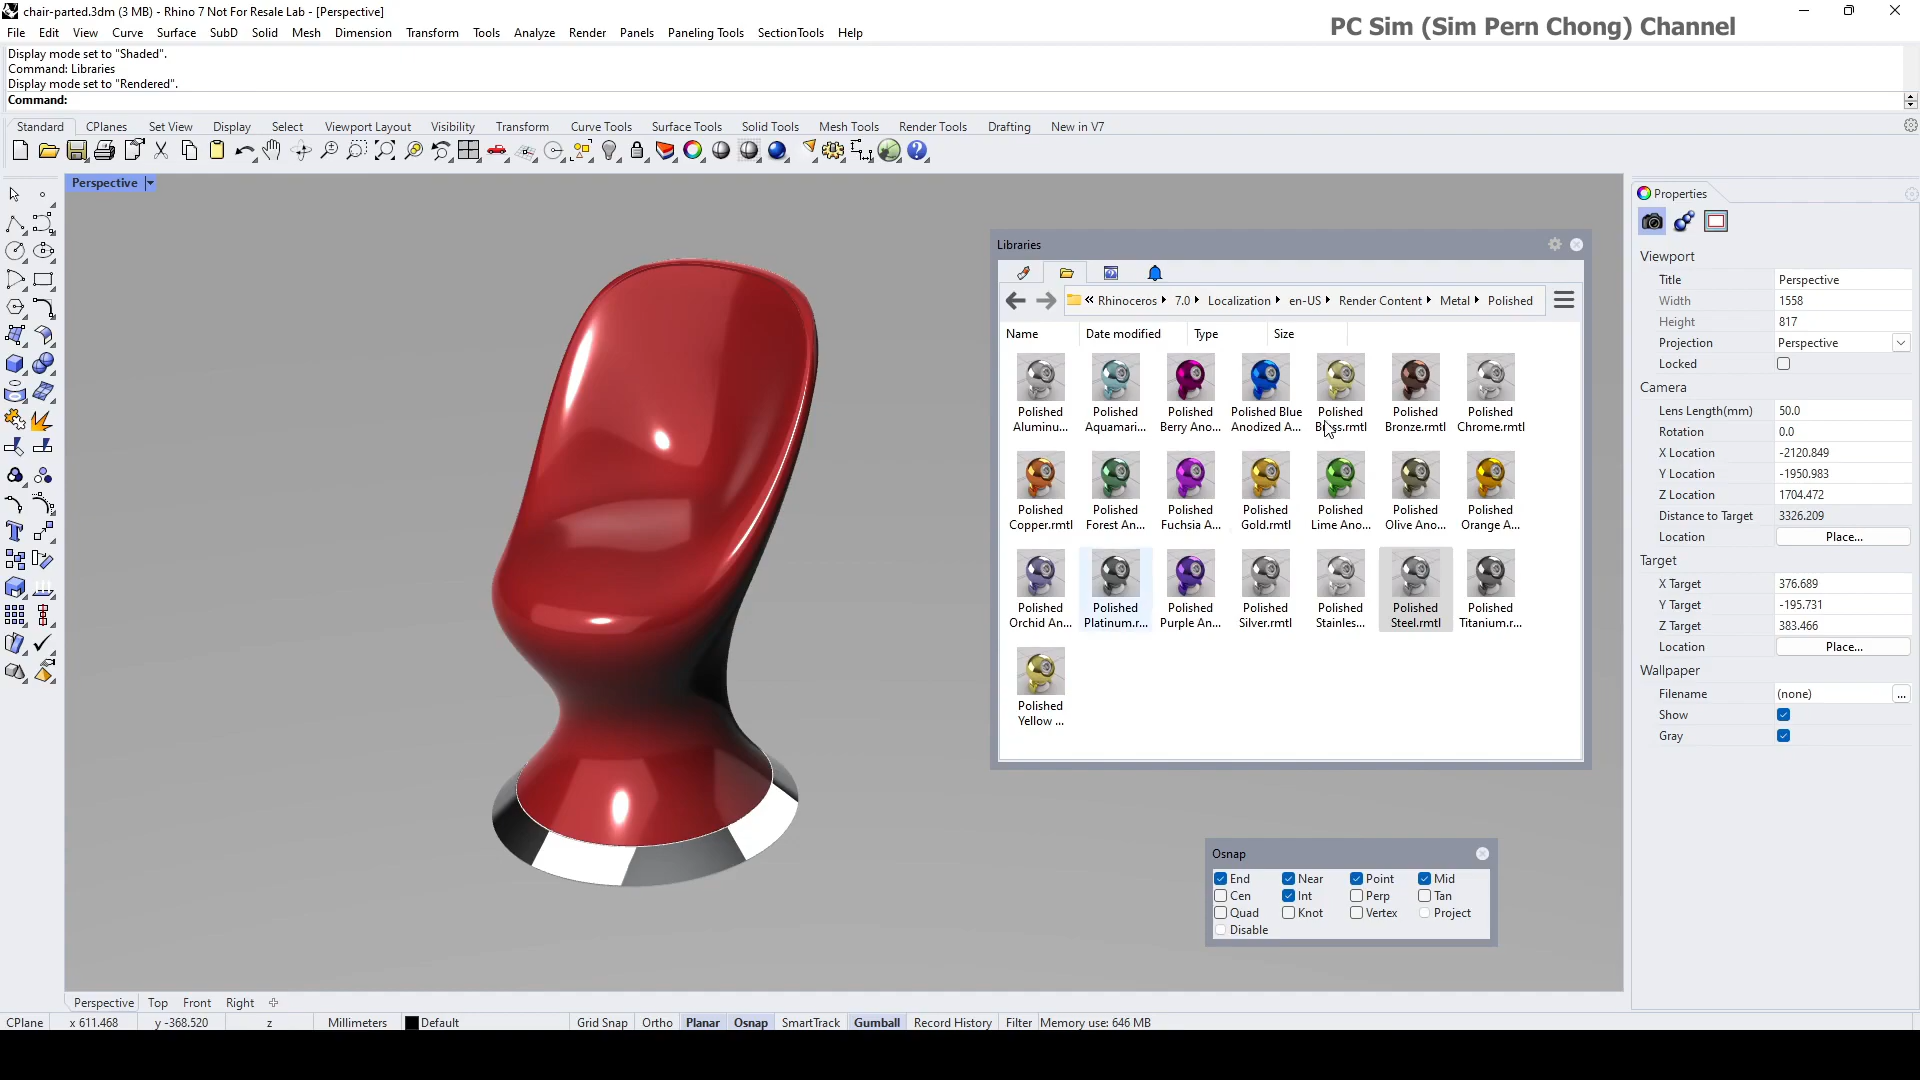 chair-parted.3dm (3 MB) - Rhino 7 Not For Resale Lab - [Perspective]
PC Sim (Sim Pern Chong) Channel
File Edit View Curve Surface SubD Solid Mesh Dimension Transform Tools Analyze Render Panels Paneling Tools SectionTools Help
Display mode set to "Shaded".
Command: Libraries
Display mode set to "Rendered".
Command:
Standard CPlanes Set View Display Select Viewport Layout Visibility Transform Curve Tools Surface Tools Solid Tools Mesh Tools Render Tools Drafting New in V7
Perspective
Libraries
« Rhinoceros 7.0 Localization en-US Render Content Metal Polished
Name Date modified Type Size
Polished Polished Polished Polished Blue Polished Polished Polished
Aluminu... Aquamari... Berry Ano... Anodized A... Brass.rmtl Bronze.rmtl Chrome.rmtl
Polished Polished Polished Polished Polished Polished Polished
Copper.rmtl Forest An... Fuchsia A... Gold.rmtl Lime Ano... Olive Ano... Orange A...
Polished Polished Polished Polished Polished Polished Polished
Orchid An... Platinum.r... Purple An... Silver.rmtl Stainles... Steel.rmtl Titanium.r...
Polished
Yellow ...
Osnap
End Near Point Mid
Cen Int Perp Tan
Quad Knot Vertex Project
Disable
Properties
Viewport
Title Perspective
Width 1558
Height 817
Projection Perspective
Locked
Camera
Lens Length(mm) 50.0
Rotation 0.0
X Location -2120.849
Y Location -1950.983
Z Location 1704.472
Distance to Target 3326.209
Location Place...
Target
X Target 376.689
Y Target -195.731
Z Target 383.466
Location Place...
Wallpaper
Filename (none) ...
Show
Gray
Perspective Top Front Right
CPlane x 611.468 y -368.520 z Millimeters Default Grid Snap Ortho Planar Osnap SmartTrack Gumball Record History Filter Memory use: 646 MB